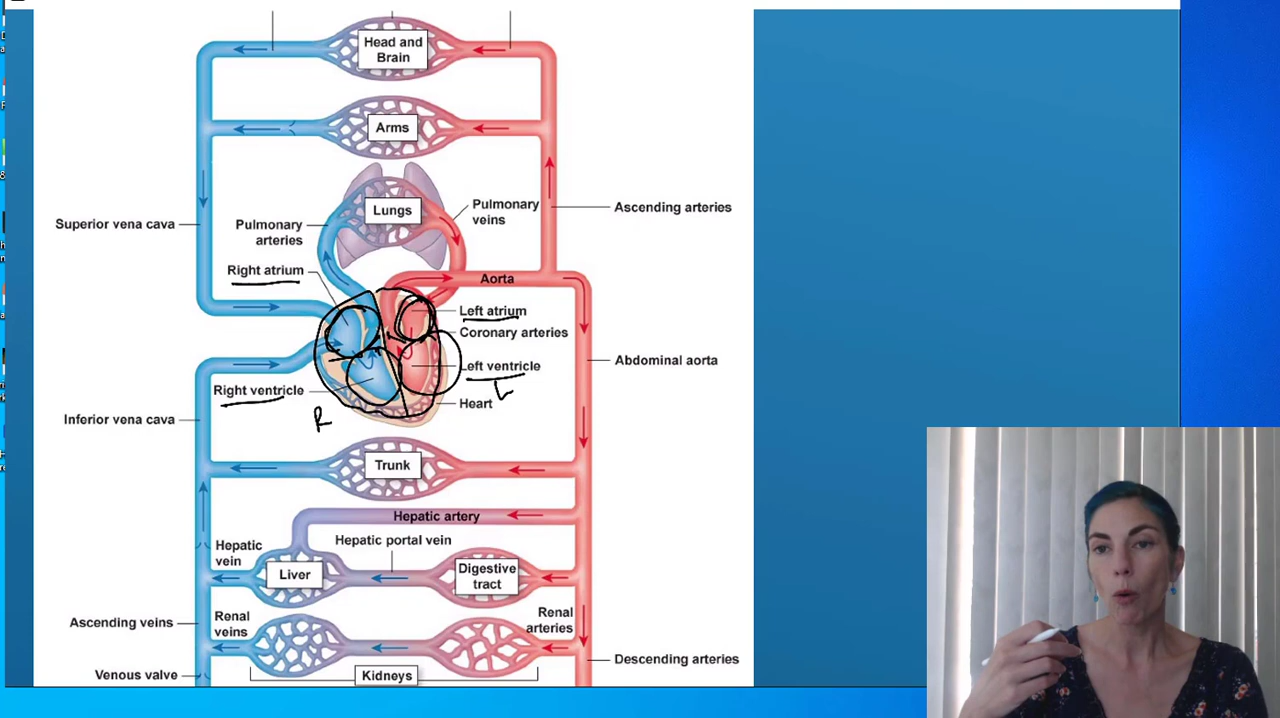 Head and
Brain
Arms
Lungs
Pulmonary
veins
Ascending arteries
Superior vena cava
Pulmonary
arteries
Right atrium
Aorta
Left atrium
Coronary arteries
Abdominal aorta
Left ventricle
L
Right ventricle
Heart
R
Inferior vena cava
Trunk
Hepatic artery
Hepatic portal vein
Hepatic
vein
Liver
Digestive
tract
Ascending veins
Renal
veins
Renal
arteries
Descending arteries
Venous valve
Kidneys